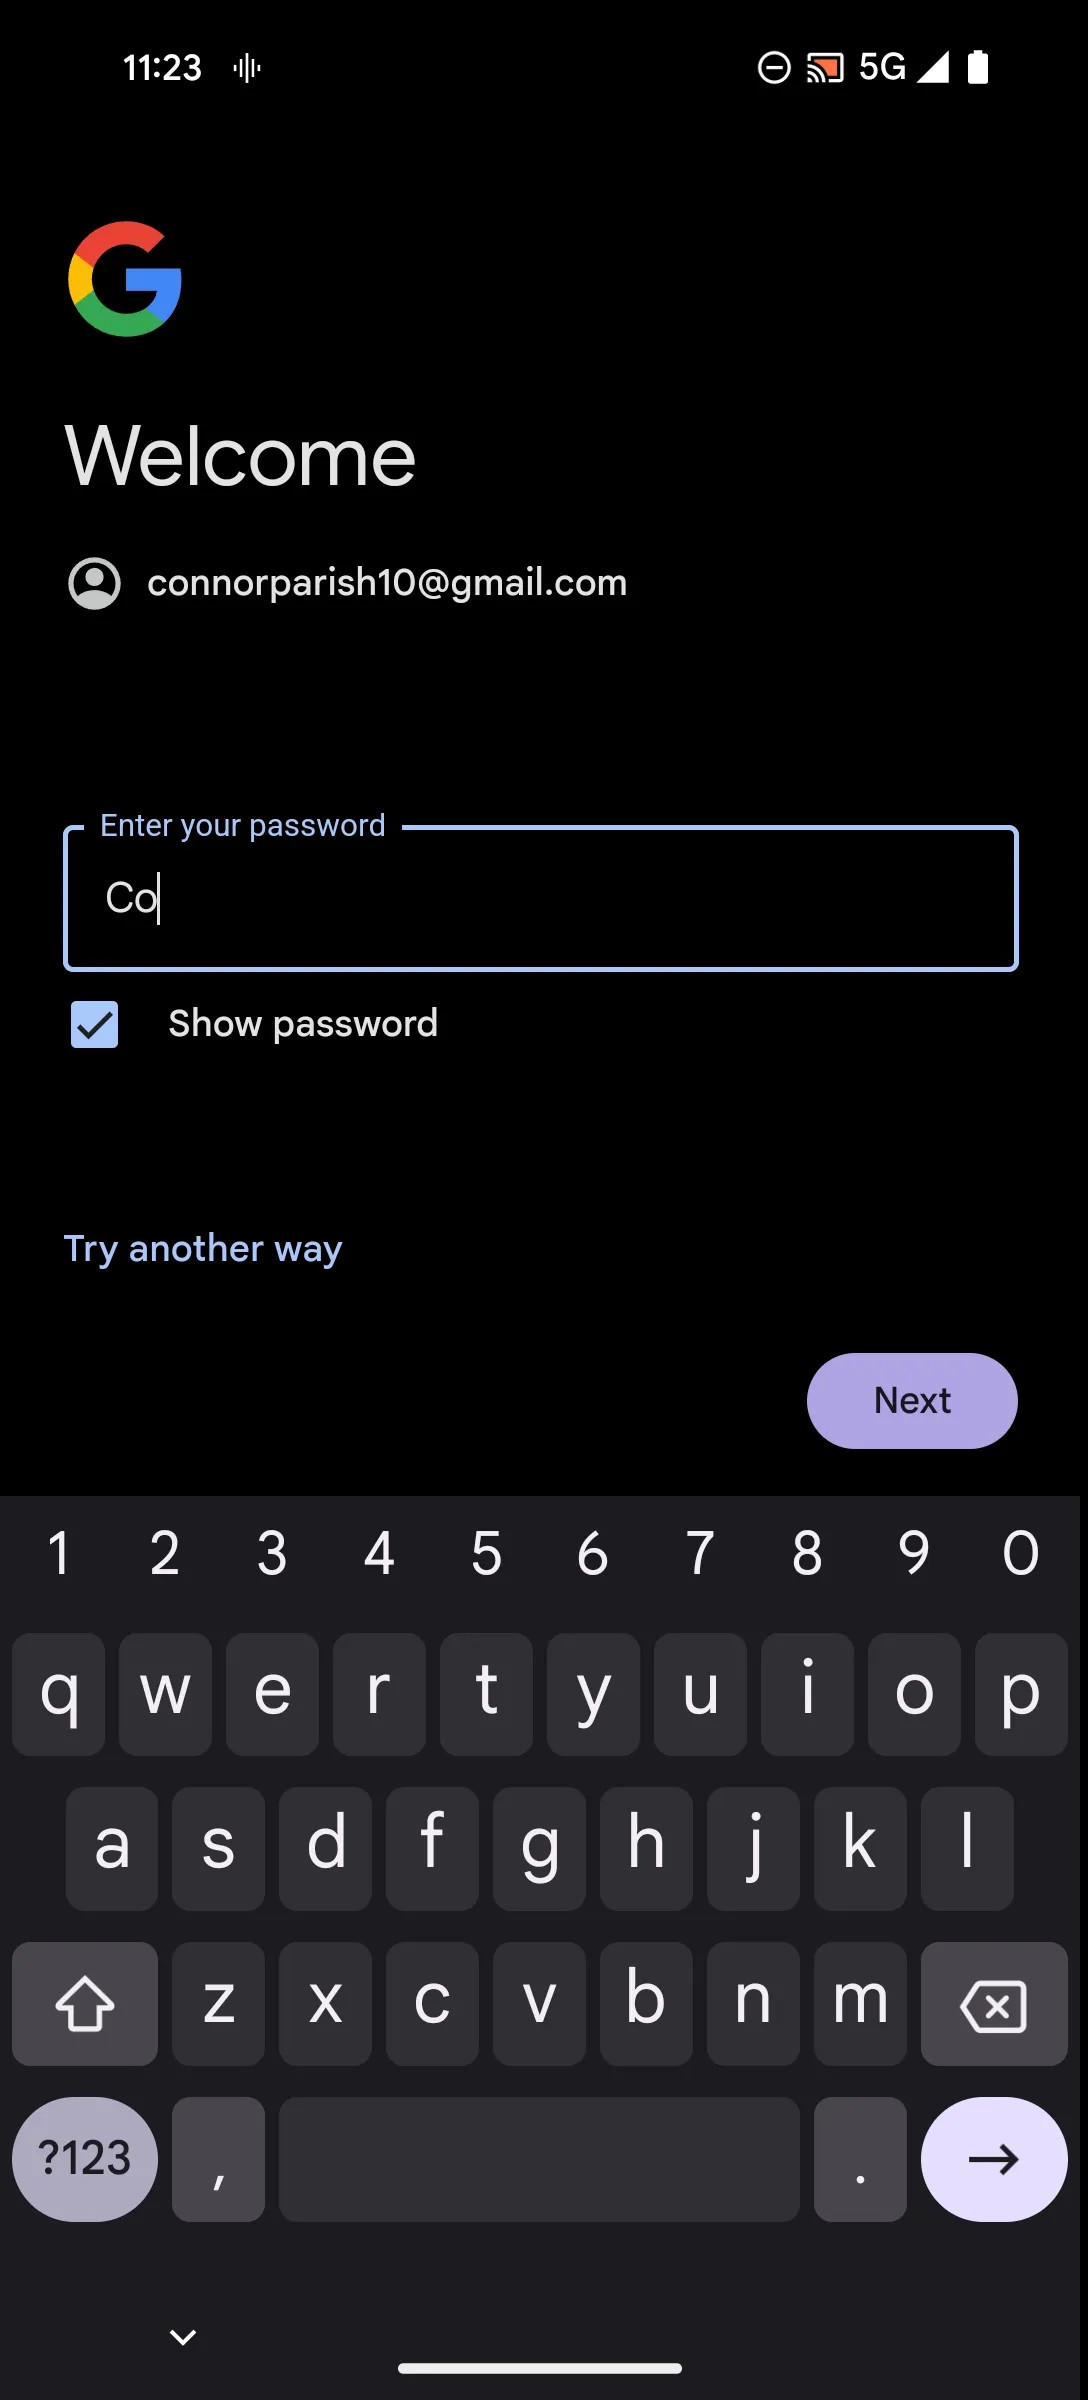 11:23 5G
Welcome
connorparish10@gmail.com
Enter your password
Co
Show password
Try another way
Next
1 2 3 4 5 6 7 8 9 0
q w e r t y u i o p
a s d f g h j k l
z x c v b n m
?123 , .